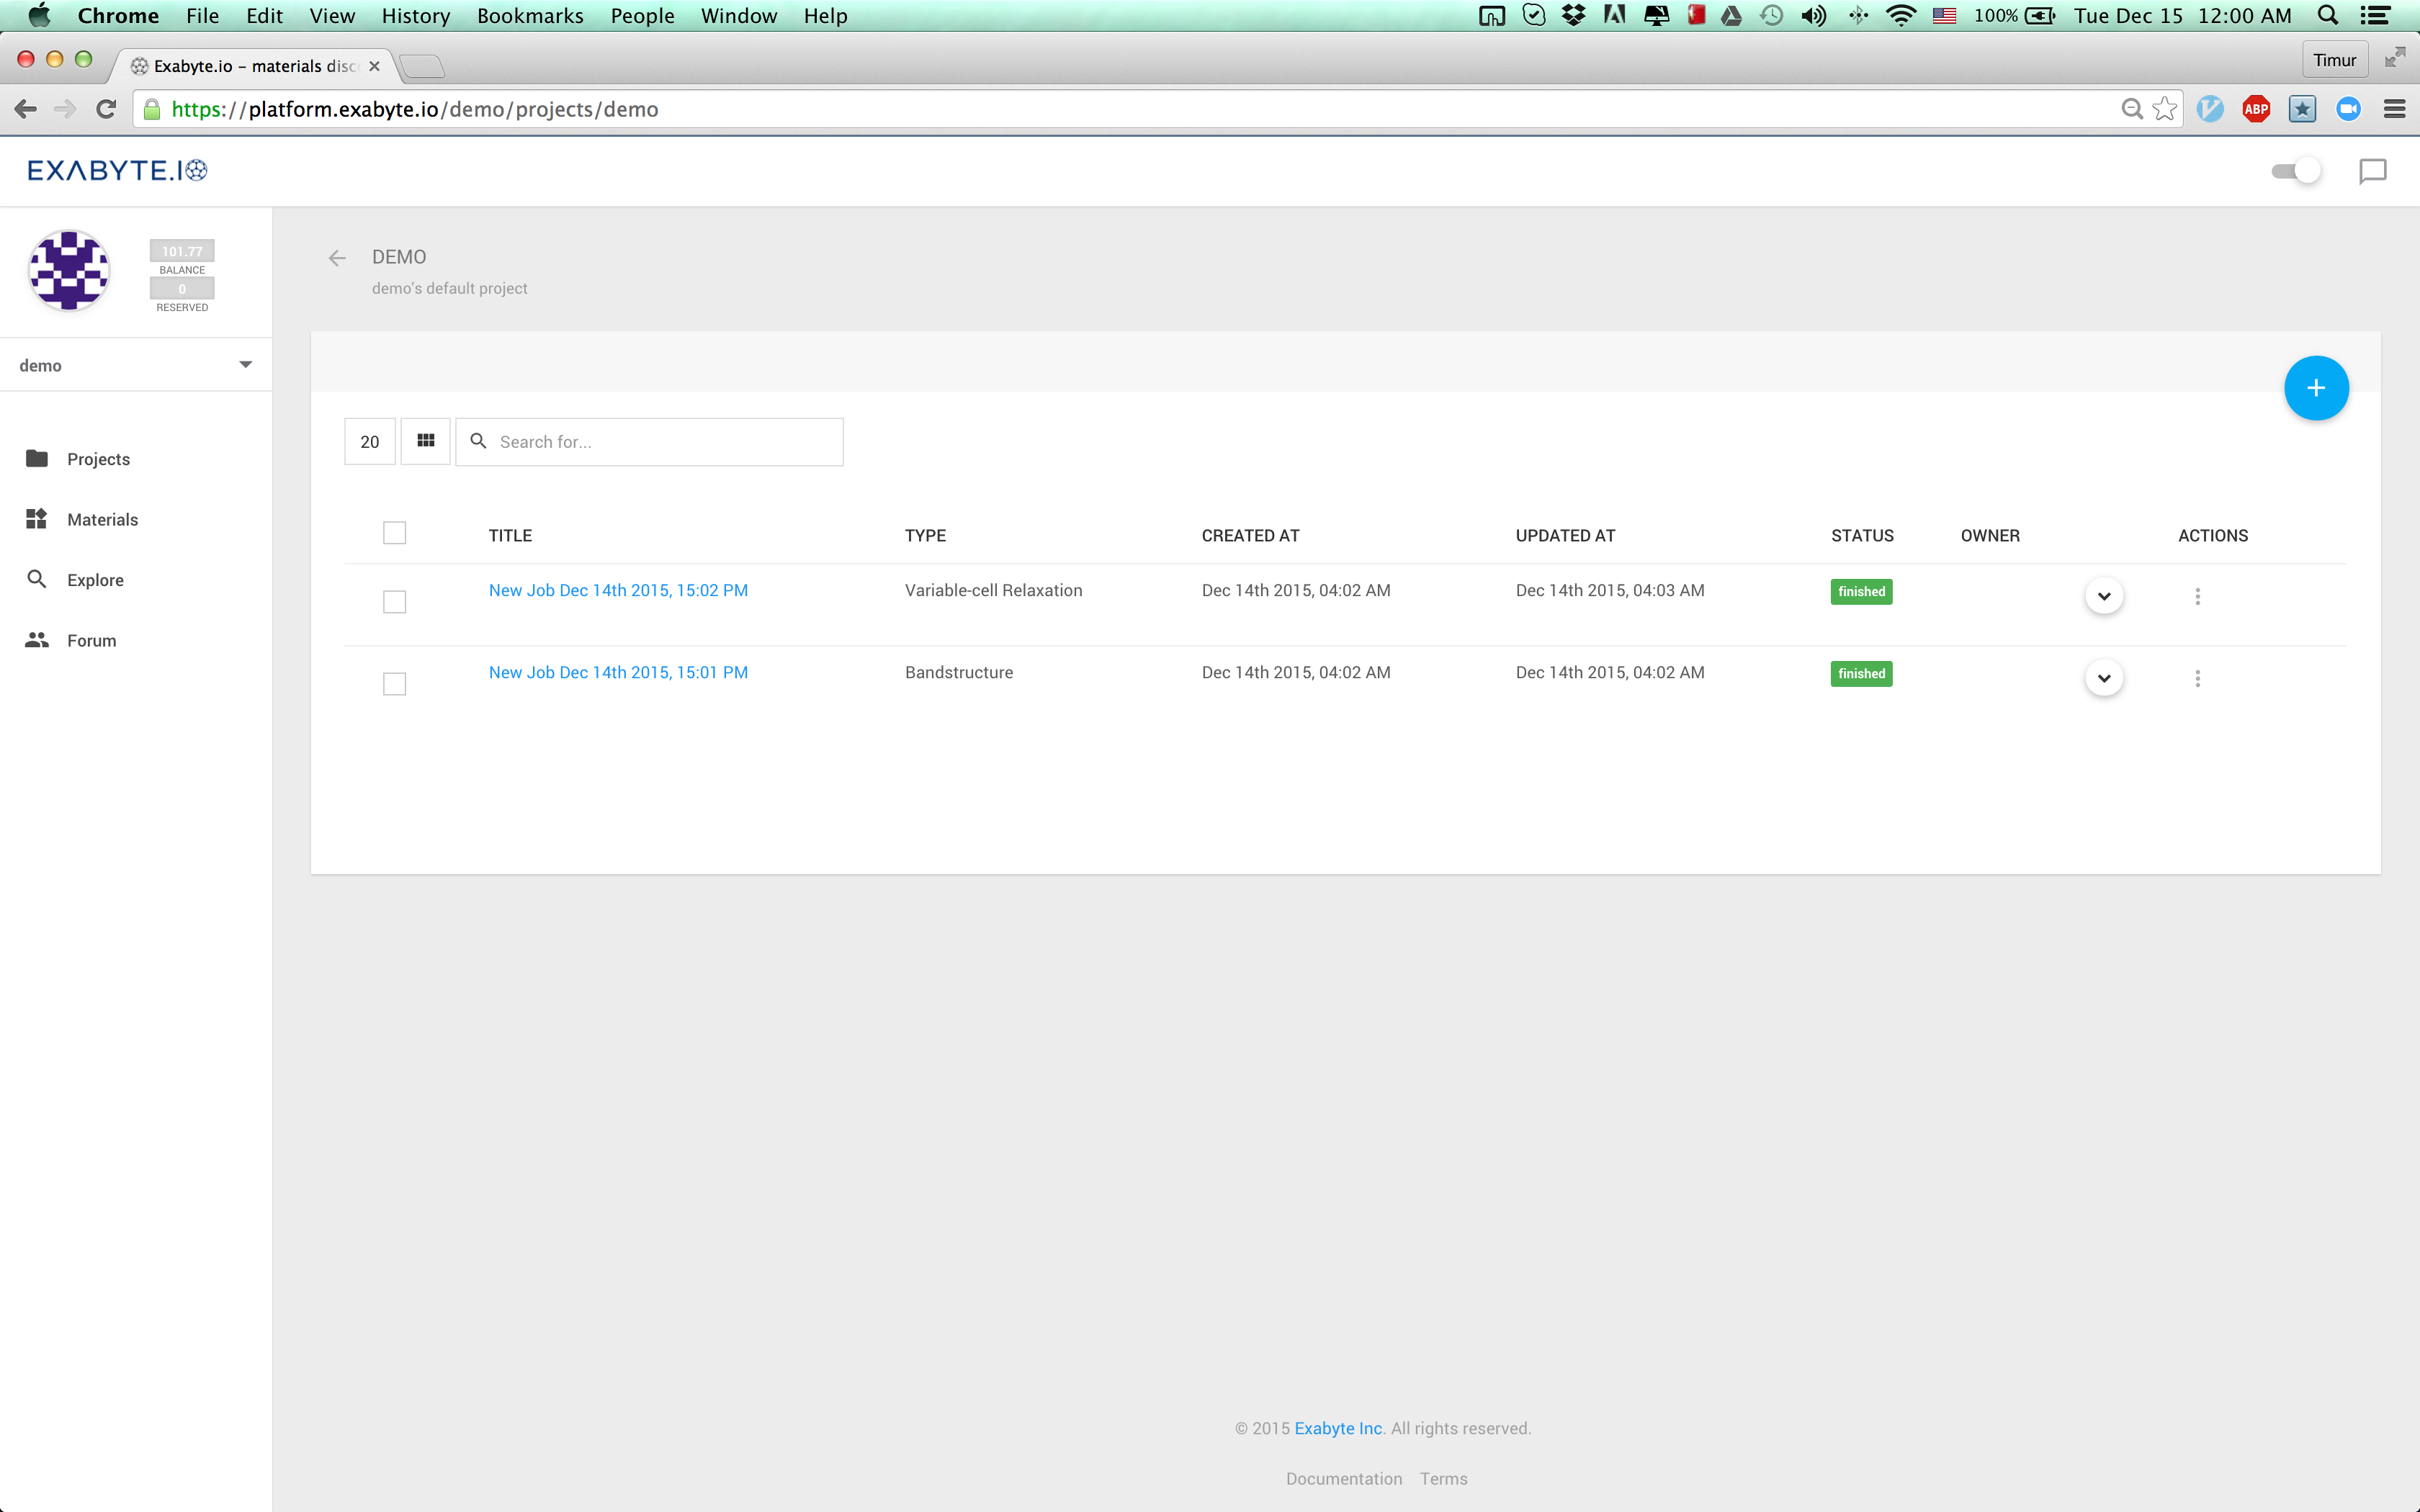 Chrome File Edit View History Bookmarks People Window Help 100% Tue Dec 15 12:00 AM
Exabyte.io – materials disc
Timur
https://platform.exabyte.io/demo/projects/demo
ABP
EXABYTE.IO
101.77
BALANCE
0
RESERVED
demo
Projects
Materials
Explore
Forum
DEMO
demo's default project
+
20 Search for...
TITLE TYPE CREATED AT UPDATED AT STATUS OWNER ACTIONS
New Job Dec 14th 2015, 15:02 PM Variable-cell Relaxation Dec 14th 2015, 04:02 AM Dec 14th 2015, 04:03 AM finished
New Job Dec 14th 2015, 15:01 PM Bandstructure Dec 14th 2015, 04:02 AM Dec 14th 2015, 04:02 AM finished
© 2015 Exabyte Inc. All rights reserved.
Documentation Terms